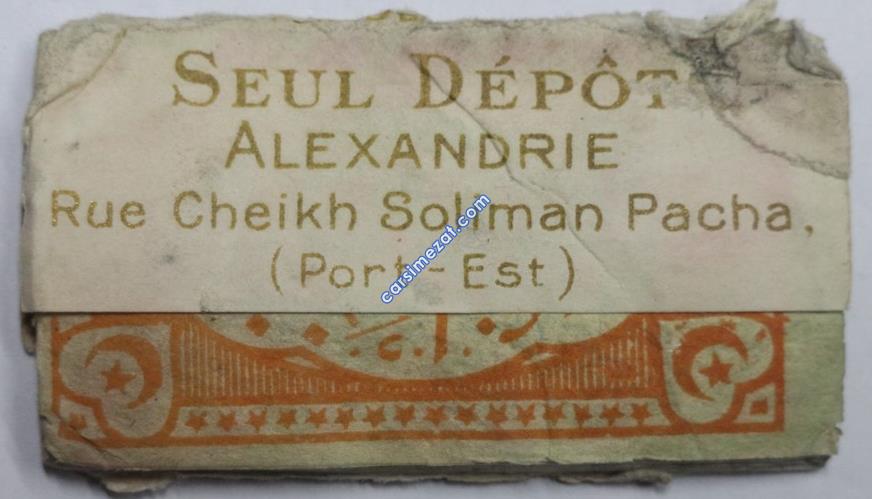 SEUL DÉPÔT
ALEXANDRIE
Rue Cheikh Soliman Pacha,
(Port-Est)
carsimezat.com